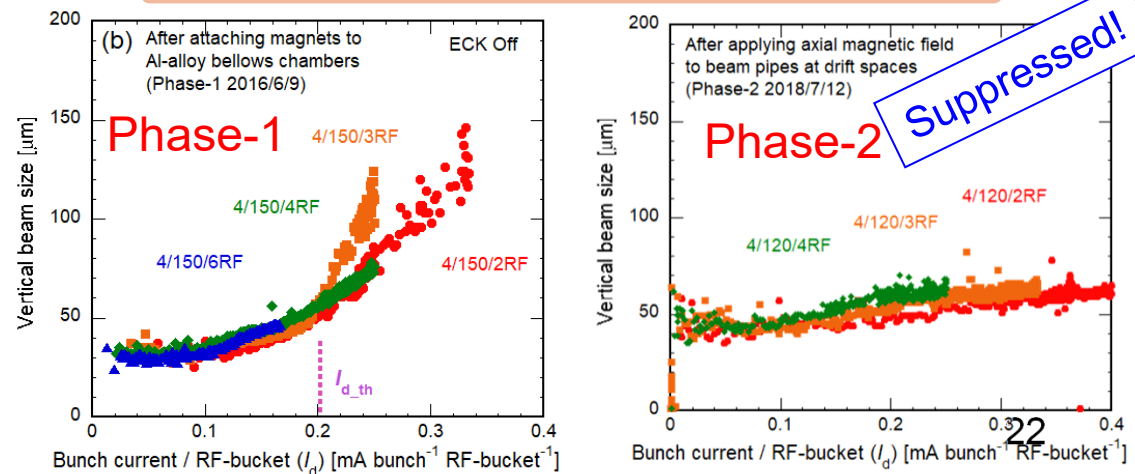 (b) After attaching magnets to
Al-alloy bellows chambers
(Phase-1 2016/6/9)
ECK Off
Phase-1
4/150/3RF
4/150/4RF
4/150/6RF
4/150/2RF
I_d_th
Vertical beam size [µm]
200
150
100
50
0
0 0.1 0.2 0.3 0.4
Bunch current / RF-bucket (I_d) [mA bunch⁻¹ RF-bucket⁻¹]
After applying axial magnetic field
to beam pipes at drift spaces
(Phase-2 2018/7/12)
Suppressed!
Phase-2
4/120/2RF
4/120/3RF
4/120/4RF
Vertical beam size [µm]
200
150
100
50
0
0 0.1 0.2 0.3 0.4
Bunch current / RF-bucket (I_d) [mA bunch⁻¹ RF-bucket⁻¹]
22